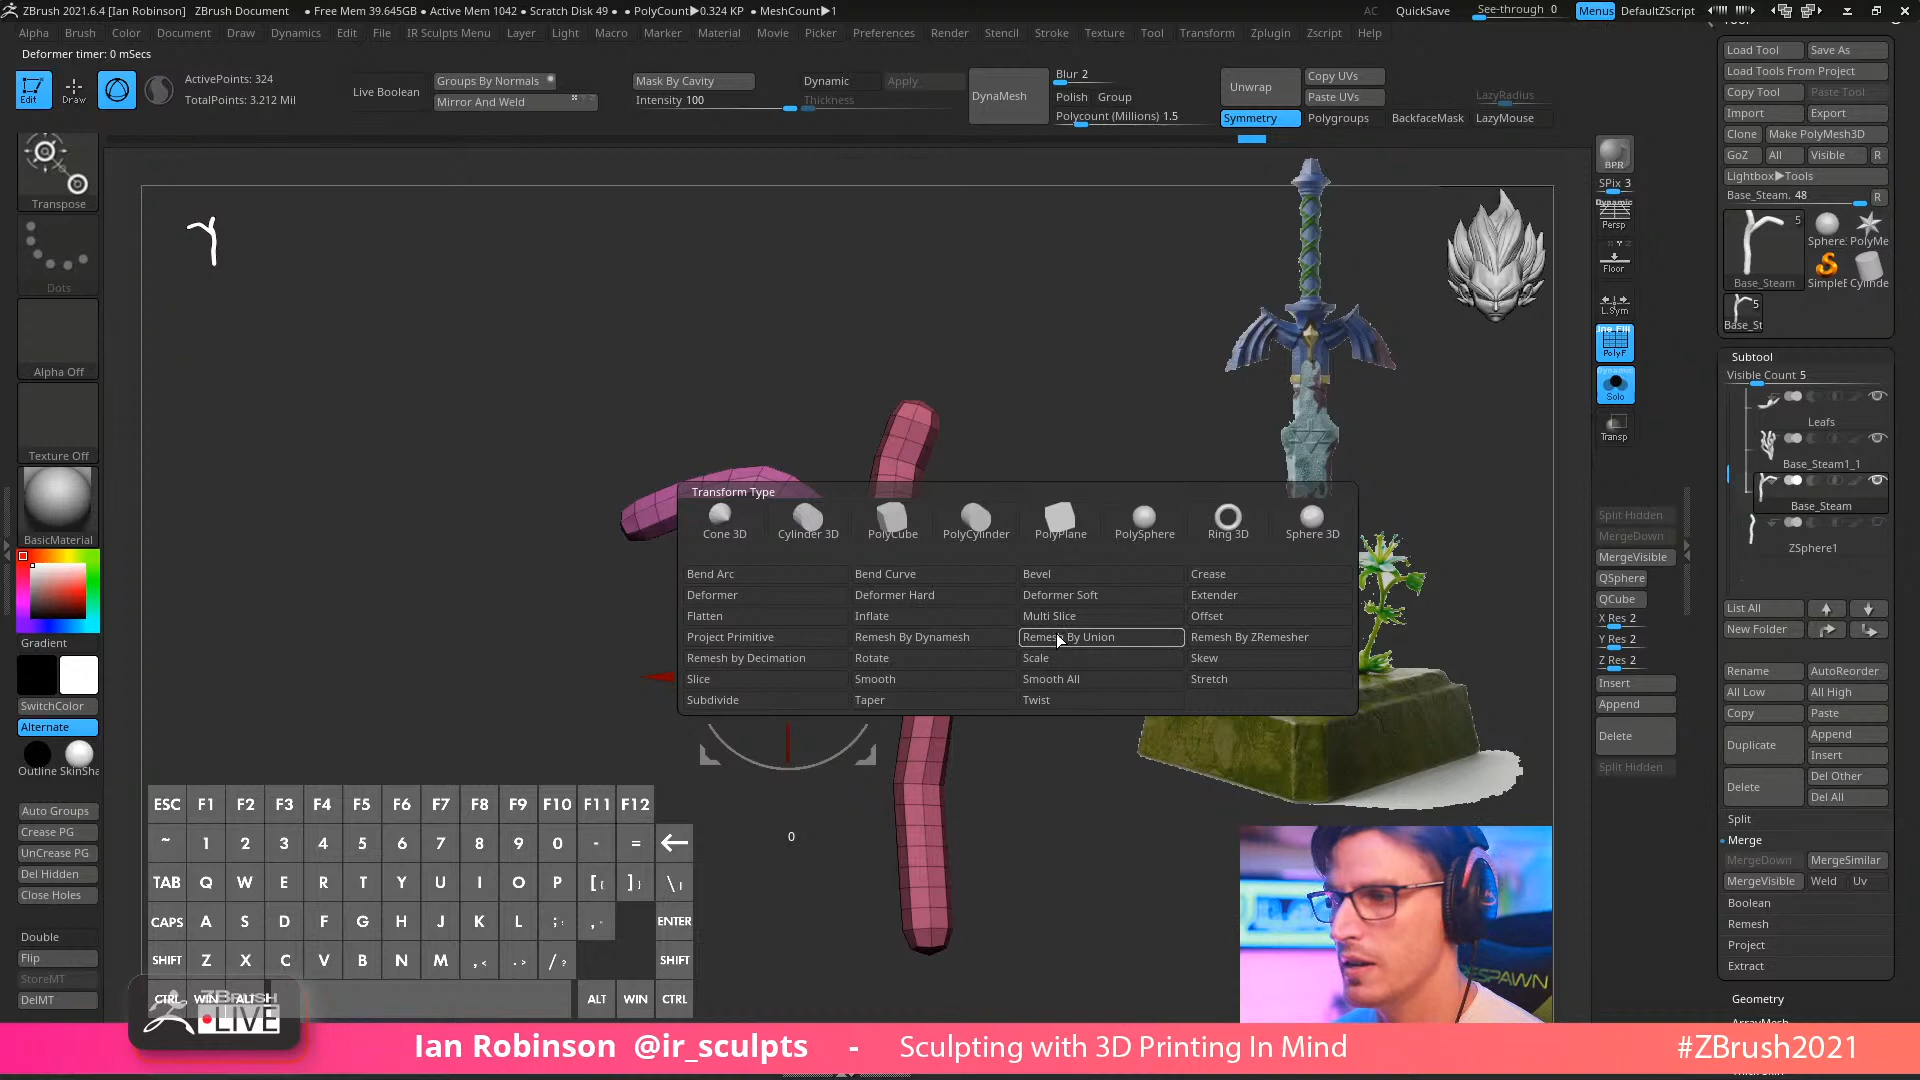 ZBrush 2021.6.4 [Ian Robinson] ZBrush Document • Free Mem 39.645GB • Active Mem 1042 • Scratch Disk 49 • PolyCount▶0.324 KP • MeshCount▶1 AC QuickSave See-through 0 Menus DefaultZScript
Alpha Brush Color Document Draw Dynamics Edit File IR Sculpts Menu Layer Light Macro Marker Material Movie Picker Preferences Render Stencil Stroke Texture Tool Transform Zplugin Zscript Help
Deformer timer: 0 mSecs
Edit Draw
ActivePoints: 324
TotalPoints: 3.212 Mil
Live Boolean
Groups By Normals
Mirror And Weld
Mask By Cavity
Intensity 100
Dynamic Apply
Thickness
DynaMesh
Blur 2
Polish Group
Polycount (Millions) 1.5
Unwrap
Copy UVs
Paste UVs
Symmetry Polygroups BackfaceMask
LazyRadius
LazyMouse
Transpose
Dots
Alpha Off
Texture Off
BasicMaterial
Gradient
SwitchColor
Alternate
Outline SkinSha
Auto Groups
Crease PG
UnCrease PG
Del Hidden
Close Holes
Double
Flip
StoreMT
DelMT
Transform Type
Cone 3D Cylinder 3D PolyCube PolyCylinder PolyPlane PolySphere Ring 3D Sphere 3D
Bend Arc Bend Curve Bevel Crease
Deformer Deformer Hard Deformer Soft Extender
Flatten Inflate Multi Slice Offset
Project Primitive Remesh By Dynamesh Remesh By Union Remesh By ZRemesher
Remesh by Decimation Rotate Scale Skew
Slice Smooth Smooth All Stretch
Subdivide Taper Twist
0
ESC F1 F2 F3 F4 F5 F6 F7 F8 F9 F10 F11 F12
~ 1 2 3 4 5 6 7 8 9 0 - =
TAB Q W E R T Y U I O P [ { ] } \ |
CAPS A S D F G H J K L ; : ENTER
SHIFT Z X C V B N M , < . > / ? SHIFT
CTRL WIN ALT ALT WIN CTRL
ZBRUSH
LIVE
BPR
SPix 3
Dynamic
Persp
Floor
L.Sym
Line Fill
PolyF
Dynamic
Solo
Transp
Split Hidden
MergeDown
MergeVisible
QSphere
QCube
X Res 2
Y Res 2
Z Res 2
Insert
Append
Delete
Split Hidden
Tool
Load Tool Save As
Load Tools From Project
Copy Tool Paste Tool
Import Export
Clone Make PolyMesh3D
GoZ All Visible R
Lightbox▶Tools
Base_Steam. 48 R
5
Sphere PolyMe
Base_Steam SimpleB Cylinde
5
Base_St
Subtool
Visible Count 5
Leafs
Base_Steam1_1
Base_Steam
ZSphere1
List All
New Folder
Rename AutoReorder
All Low All High
Copy Paste
Duplicate Append
Insert
Delete Del Other
Del All
Split
Merge
MergeDown MergeSimilar
MergeVisible Weld Uv
Boolean
Remesh
Project
Extract
Geometry
ESPAWN
Ian Robinson @ir_sculpts - Sculpting with 3D Printing In Mind #ZBrush2021